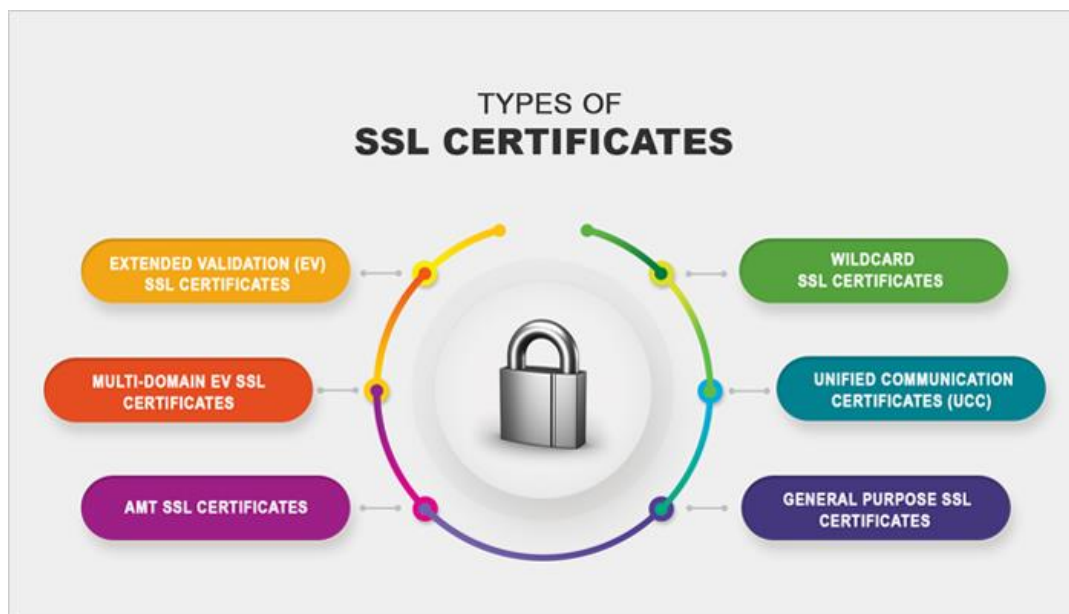 TYPES OF
SSL CERTIFICATES
EXTENDED VALIDATION (EV)
SSL CERTIFICATES
WILDCARD
SSL CERTIFICATES
MULTI-DOMAIN EV SSL
CERTIFICATES
UNIFIED COMMUNICATION
CERTIFICATES (UCC)
AMT SSL CERTIFICATES
GENERAL PURPOSE SSL
CERTIFICATES